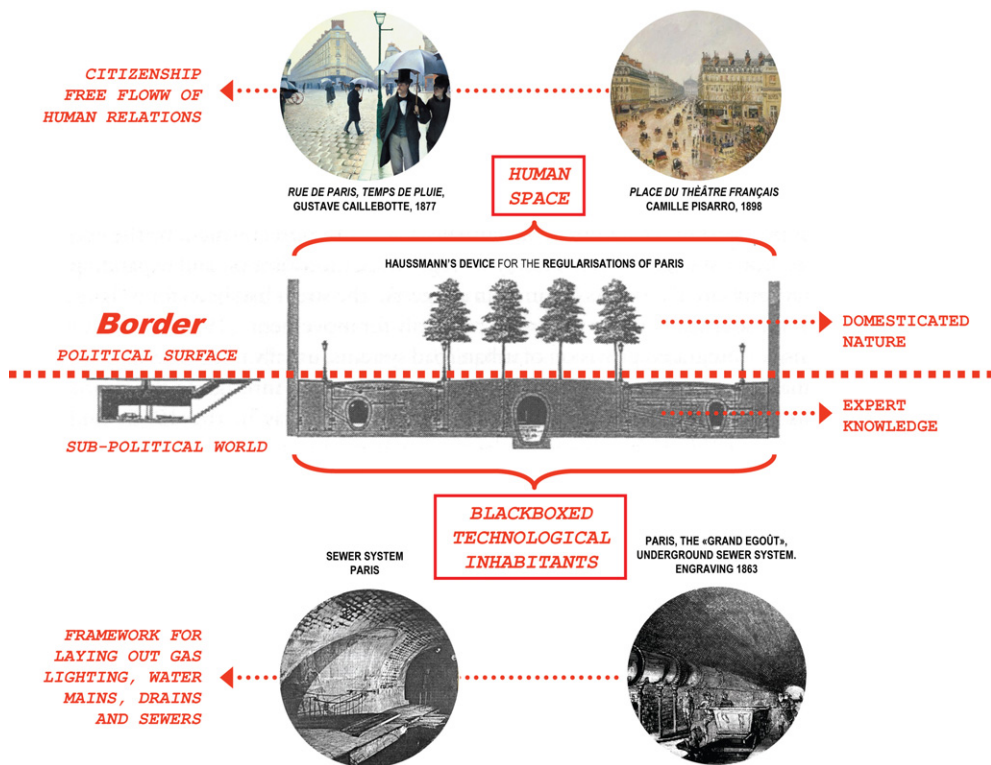 CITIZENSHIP
FREE FLOWW OF
HUMAN RELATIONS
RUE DE PARIS, TEMPS DE PLUIE,
GUSTAVE CAILLEBOTTE, 1877
HUMAN
SPACE
PLACE DU THÈÂTRE FRANÇAIS
CAMILLE PISARRO, 1898
HAUSSMANN'S DEVICE FOR THE REGULARISATIONS OF PARIS
Border
POLITICAL SURFACE
DOMESTICATED
NATURE
SUB-POLITICAL WORLD
EXPERT
KNOWLEDGE
BLACKBOXED
TECHNOLOGICAL
INHABITANTS
SEWER SYSTEM
PARIS
PARIS, THE «GRAND EGOÛT»,
UNDERGROUND SEWER SYSTEM.
ENGRAVING 1863
FRAMEWORK FOR
LAYING OUT GAS
LIGHTING, WATER
MAINS, DRAINS
AND SEWERS